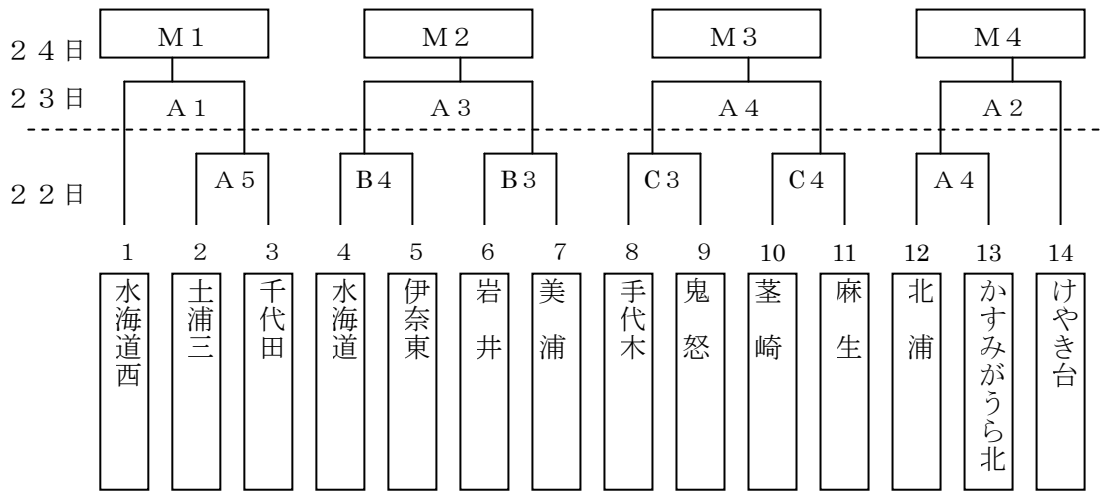 M1 M2 M3 M4
24日
23日
A1 A3 A4 A2
A5 B4 B3 C3 C4 A4
22日
1 2 3 4 5 6 7 8 9 10 11 12 13 14
水海道西
土浦三
千代田
水海道
伊奈東
岩井
美浦
手代木
鬼怒
茎崎
麻生
北浦
かすみがうら北
けやき台